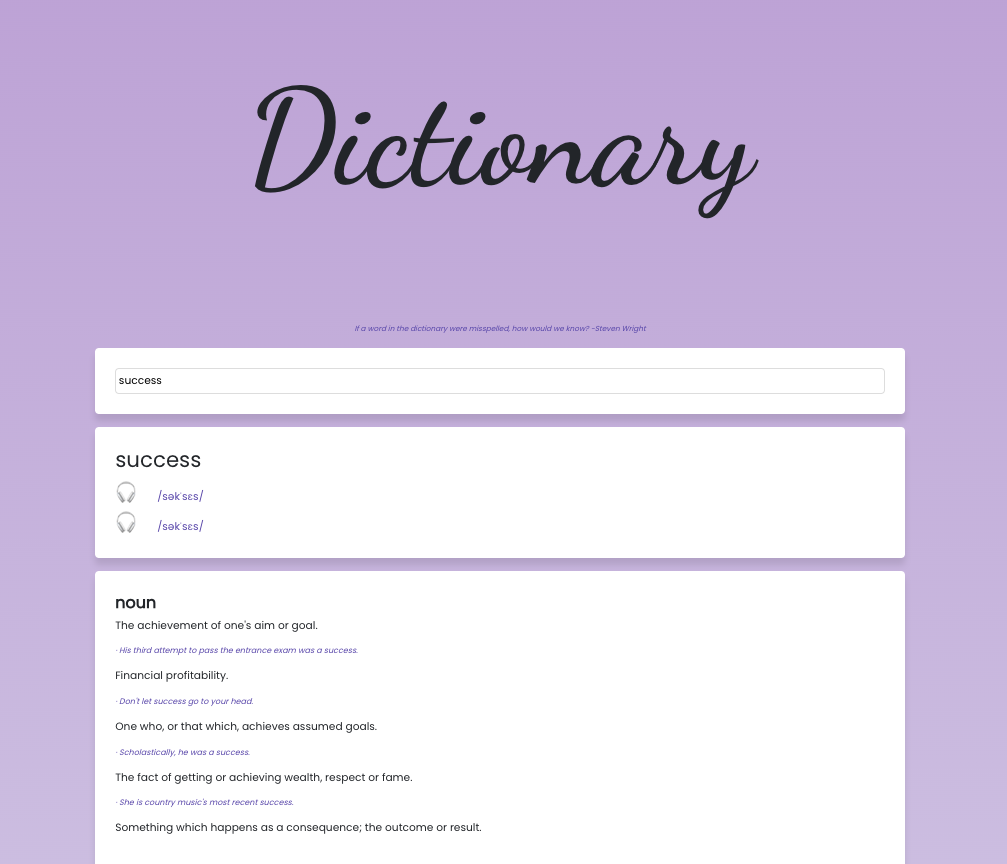 Dictionary
If a word in the dictionary were misspelled, how would we know? -Steven Wright
success
success
/səkˈsɛs/
/səkˈsɛs/
noun
The achievement of one's aim or goal.
· His third attempt to pass the entrance exam was a success.
Financial profitability.
· Don't let success go to your head.
One who, or that which, achieves assumed goals.
· Scholastically, he was a success.
The fact of getting or achieving wealth, respect or fame.
· She is country music's most recent success.
Something which happens as a consequence; the outcome or result.